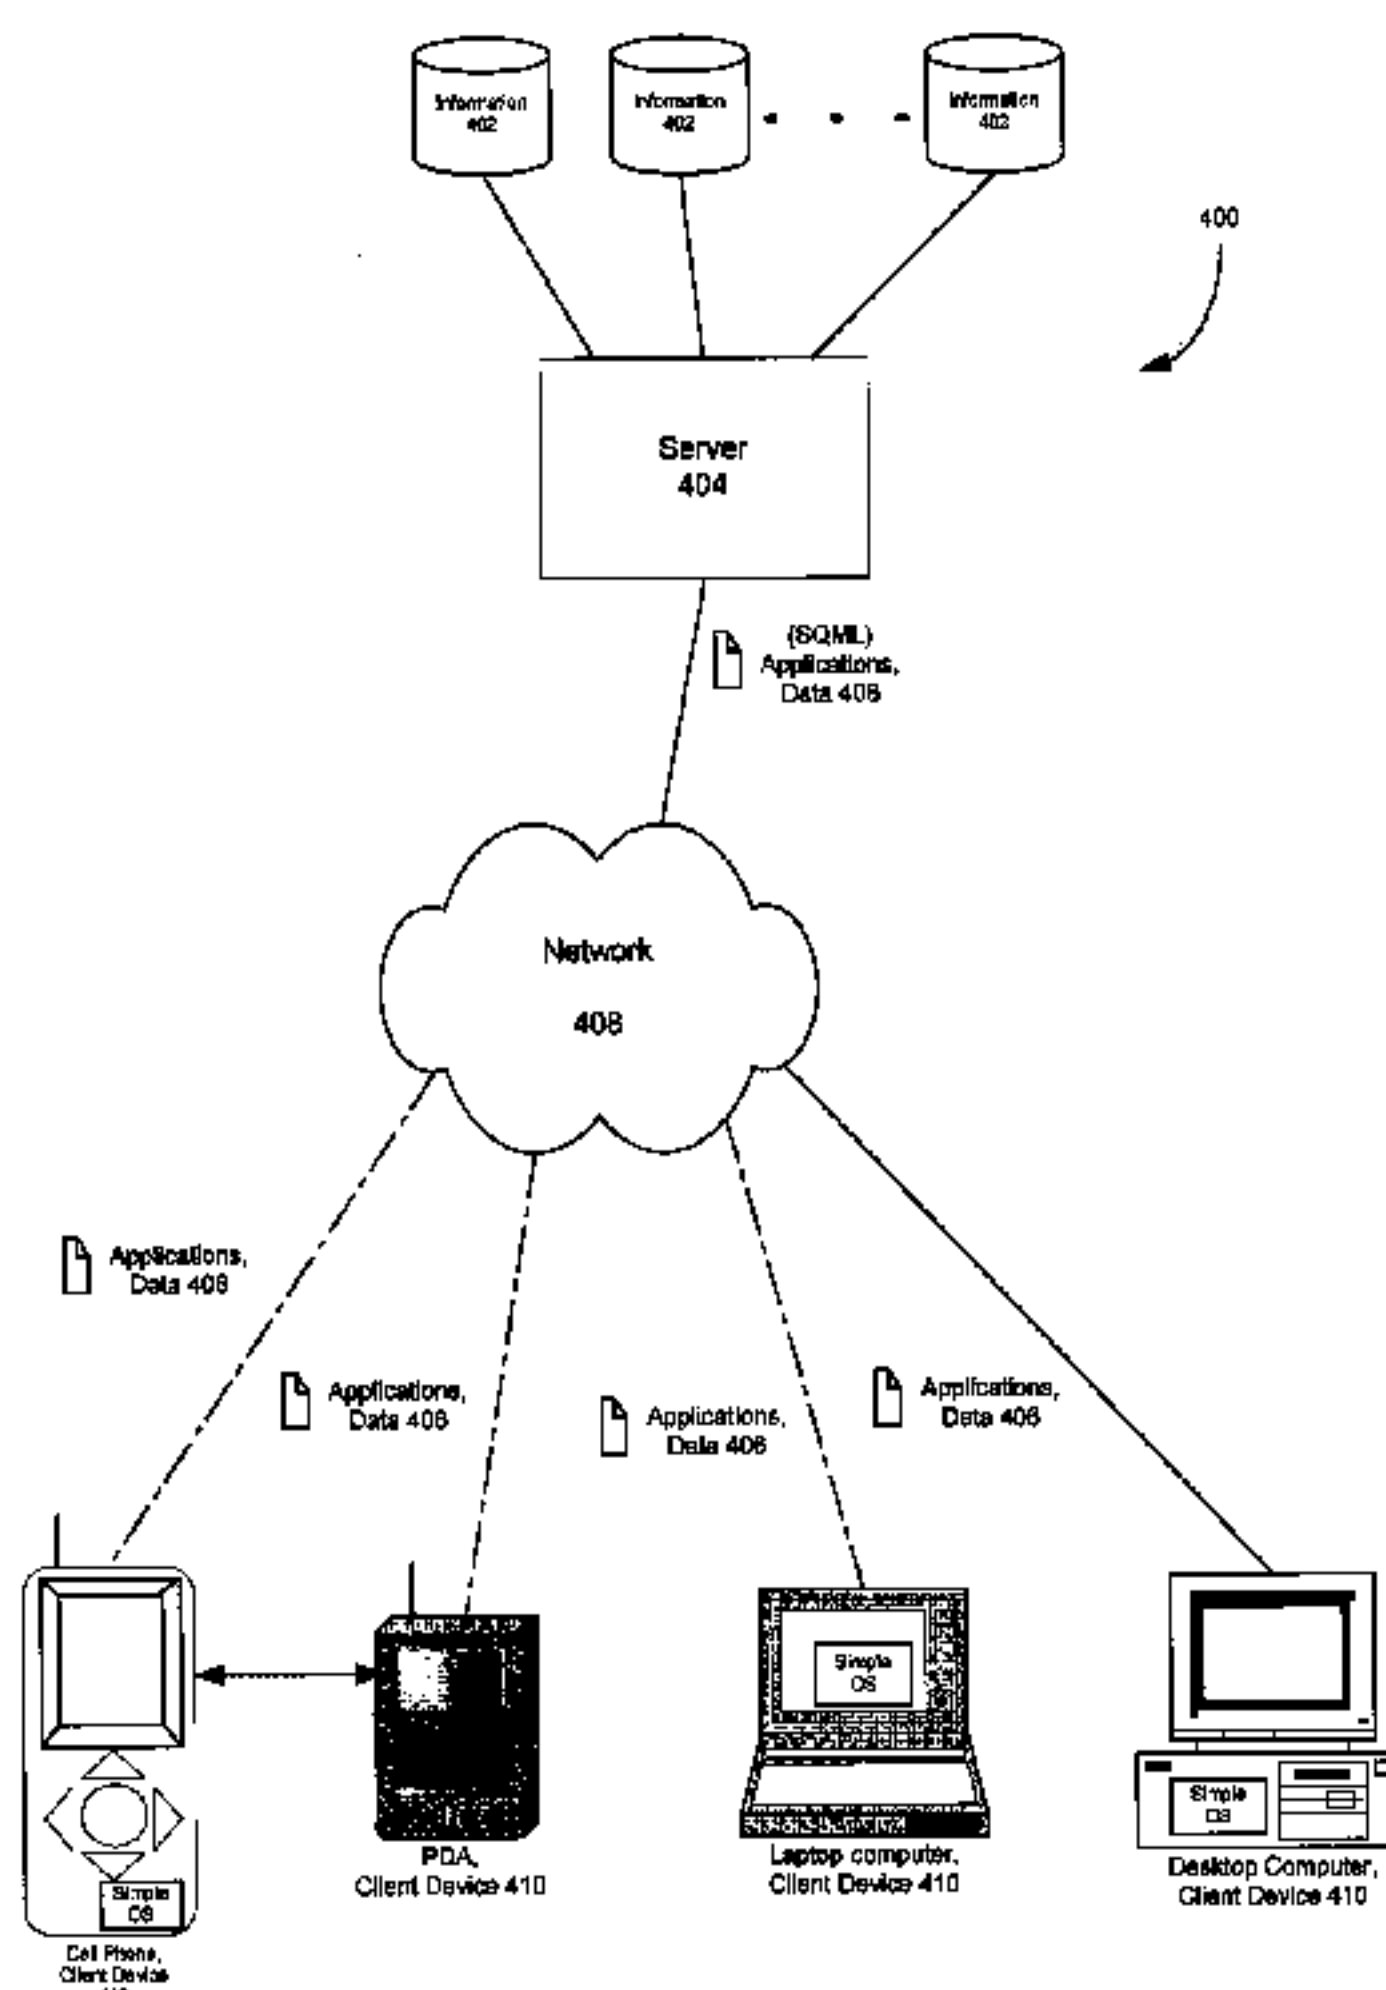 Information
402
Information
402
Information
402
400
Server
404
(SQML)
Applications,
Data 406
Network
408
Applications,
Data 406
Applications,
Data 406
Applications,
Data 406
Applications,
Data 406
Simple
OS
Simple
OS
PDA,
Client Device 410
Laptop computer,
Client Device 410
Desktop Computer,
Client Device 410
Simple
OS
Cell Phone,
Client Device